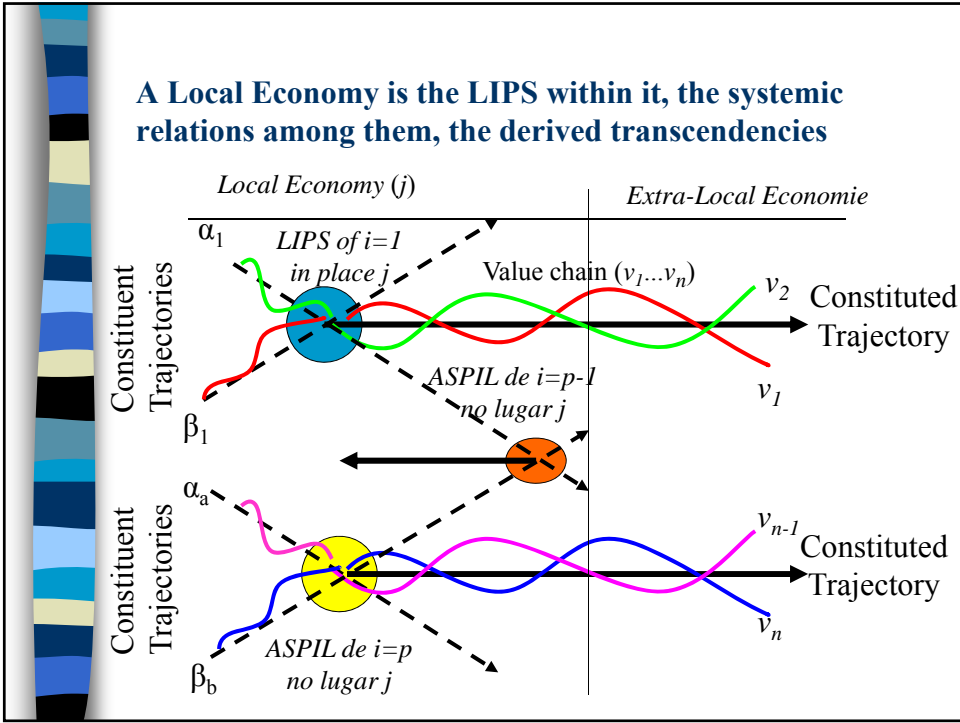 A Local Economy is the LIPS within it, the systemic
relations among them, the derived transcendencies
Local Economy (j)
Extra-Local Economie
α1
LIPS of i=1
in place j
Value chain (v1...vn)
v2
Constituent
Trajectories
Constituted
Trajectory
ASPIL de i=p-1
no lugar j
v1
β1
αa
Constituent
Trajectories
vn-1
Constituted
Trajectory
vn
ASPIL de i=p
no lugar j
βb